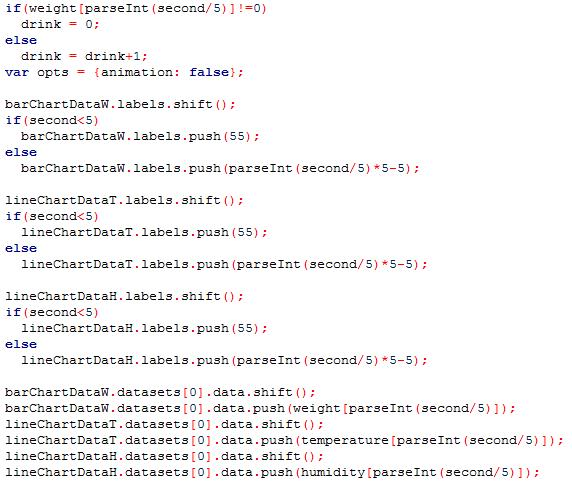 if(weight[parseInt(second/5)]!=0)
  drink = 0;
else
  drink = drink+1;
var opts = {animation: false};

barChartDataW.labels.shift();
if(second<5)
  barChartDataW.labels.push(55);
else
  barChartDataW.labels.push(parseInt(second/5)*5-5);

lineChartDataT.labels.shift();
if(second<5)
  lineChartDataT.labels.push(55);
else
  lineChartDataT.labels.push(parseInt(second/5)*5-5);

lineChartDataH.labels.shift();
if(second<5)
  lineChartDataH.labels.push(55);
else
  lineChartDataH.labels.push(parseInt(second/5)*5-5);

barChartDataW.datasets[0].data.shift();
barChartDataW.datasets[0].data.push(weight[parseInt(second/5)]);
lineChartDataT.datasets[0].data.shift();
lineChartDataT.datasets[0].data.push(temperature[parseInt(second/5)]);
lineChartDataH.datasets[0].data.shift();
lineChartDataH.datasets[0].data.push(humidity[parseInt(second/5)]);